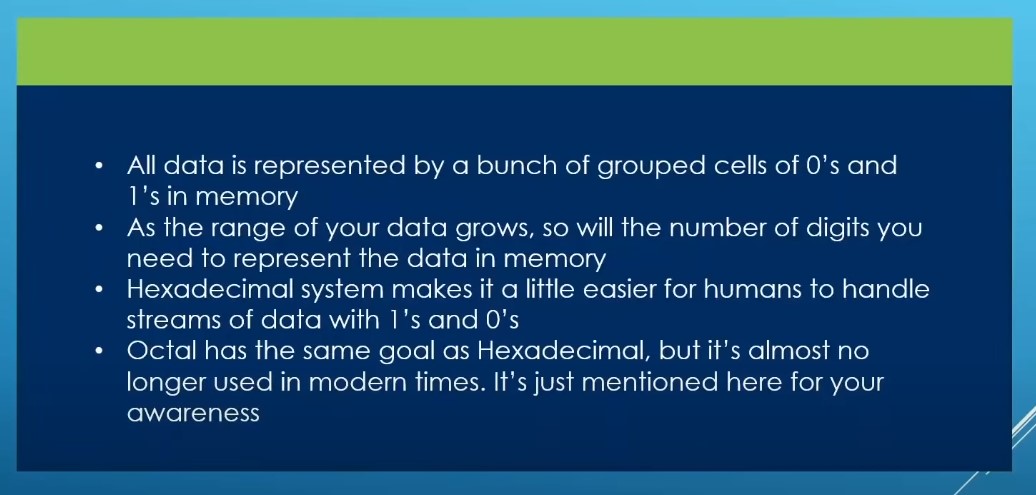 • All data is represented by a bunch of grouped cells of 0's and
1's in memory
• As the range of your data grows, so will the number of digits you
need to represent the data in memory
• Hexadecimal system makes it a little easier for humans to handle
streams of data with 1's and 0's
• Octal has the same goal as Hexadecimal, but it's almost no
longer used in modern times. It's just mentioned here for your
awareness